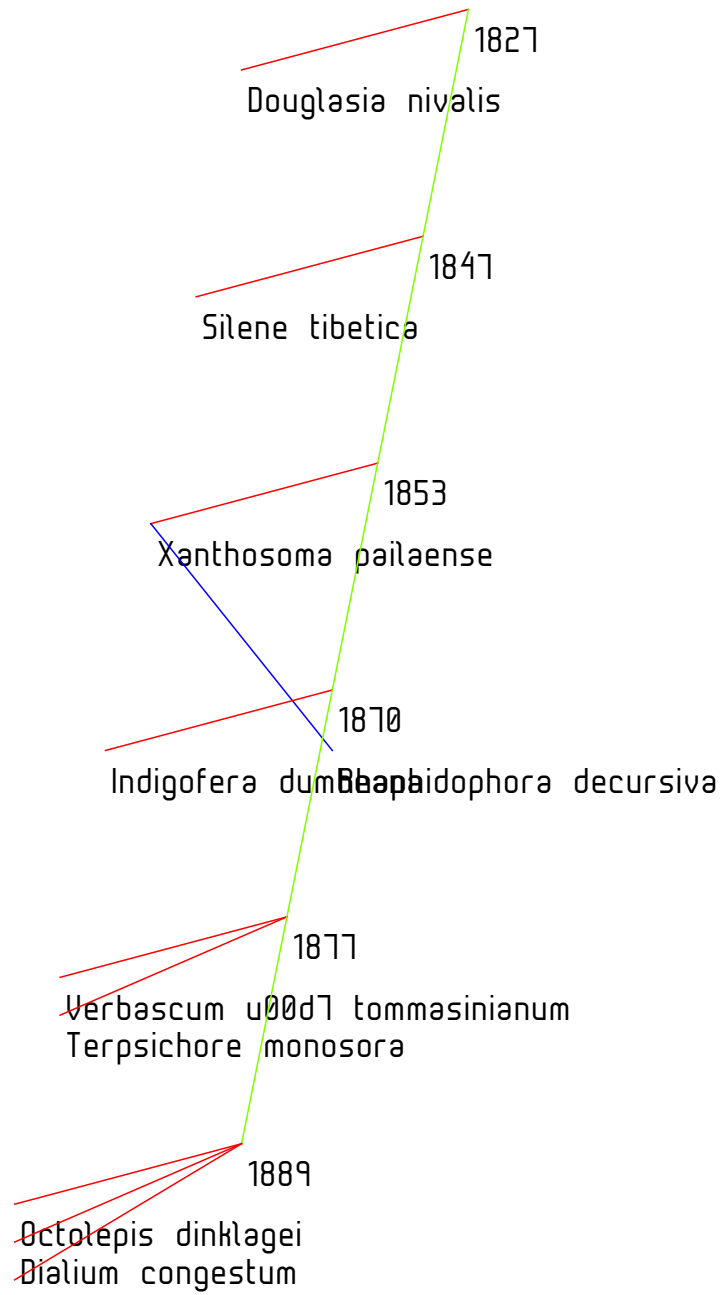 1827
Douglasia nivalis
1847
Silene tibetica
1853
Xanthosoma pailaense
1870
Indigofera
Rhaphidophora decursiva
1877
Verbascum u00d7 tommasinianum
Terpsichore monosora
1889
Octolepis dinklagei
Dialium congestum